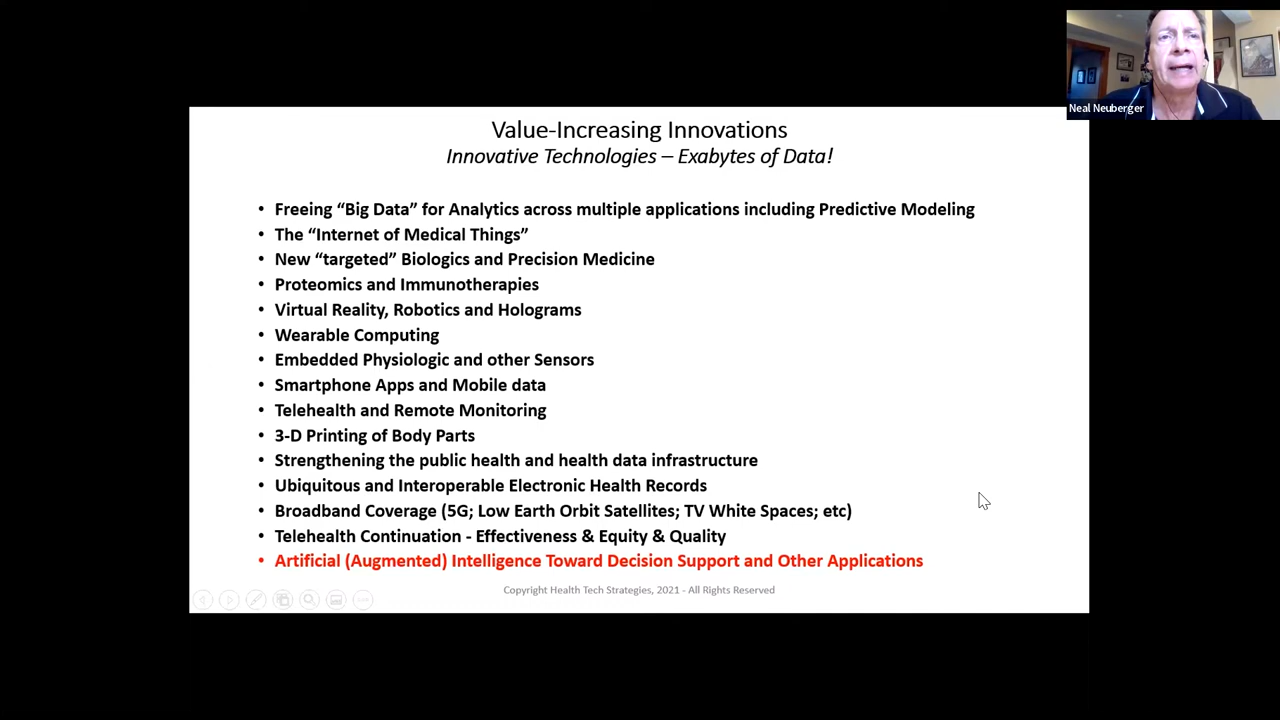 Neal Neuberger
Value-Increasing Innovations
Innovative Technologies – Exabytes of Data!
• Freeing “Big Data” for Analytics across multiple applications including Predictive Modeling
• The “Internet of Medical Things”
• New “targeted” Biologics and Precision Medicine
• Proteomics and Immunotherapies
• Virtual Reality, Robotics and Holograms
• Wearable Computing
• Embedded Physiologic and other Sensors
• Smartphone Apps and Mobile data
• Telehealth and Remote Monitoring
• 3-D Printing of Body Parts
• Strengthening the public health and health data infrastructure
• Ubiquitous and Interoperable Electronic Health Records
• Broadband Coverage (5G; Low Earth Orbit Satellites; TV White Spaces; etc)
• Telehealth Continuation - Effectiveness & Equity & Quality
• Artificial (Augmented) Intelligence Toward Decision Support and Other Applications
Copyright Health Tech Strategies, 2021 - All Rights Reserved